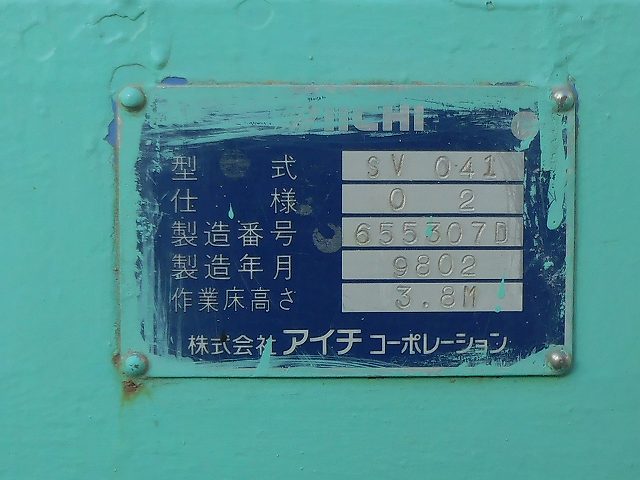 AICHI
型式 SV 041
仕様 0 2
製造番号 655307D
製造年月 9802
作業床高さ 3.8M
株式会社 アイチ コーポレーション